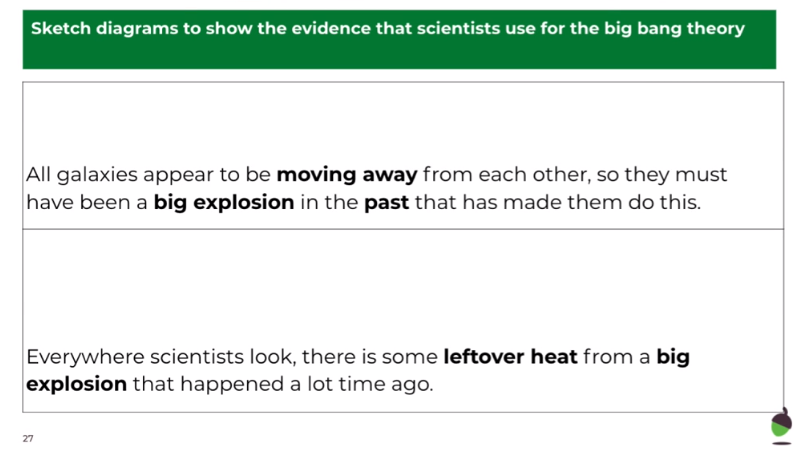 Sketch diagrams to show the evidence that scientists use for the big bang theory
All galaxies appear to be moving away from each other, so they must
have been a big explosion in the past that has made them do this.
Everywhere scientists look, there is some leftover heat from a big
explosion that happened a lot time ago.
27